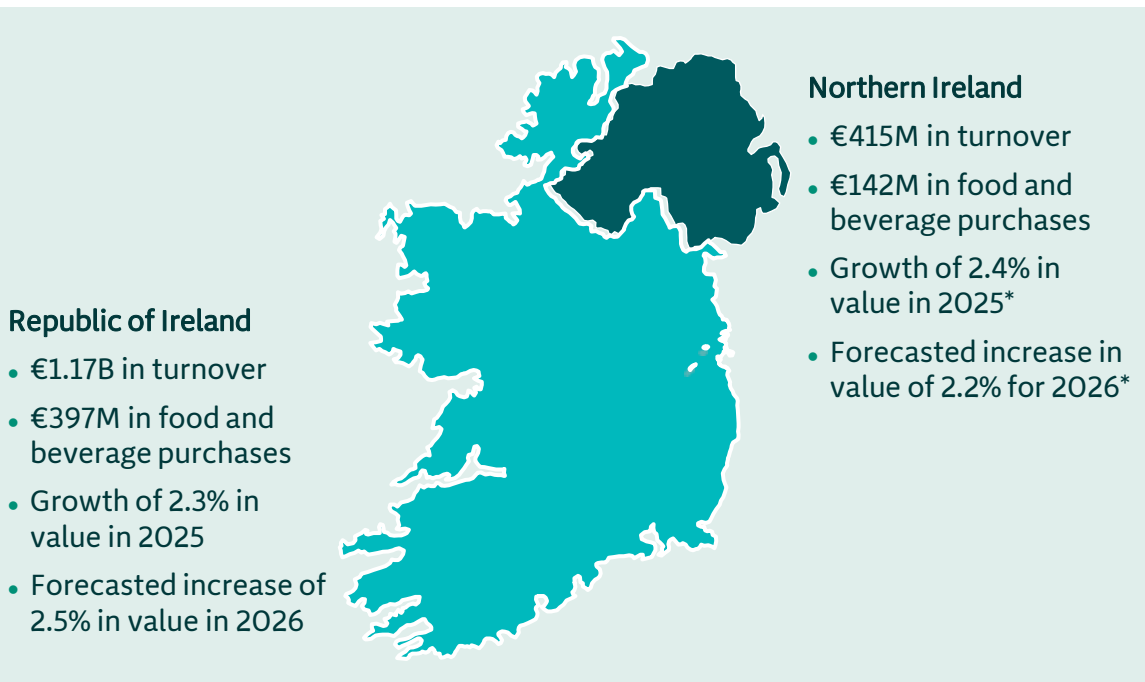 Northern Ireland
• €415M in turnover
• €142M in food and
beverage purchases
• Growth of 2.4% in
value in 2025*
• Forecasted increase in
value of 2.2% for 2026*
Republic of Ireland
• €1.17B in turnover
• €397M in food and
beverage purchases
• Growth of 2.3% in
value in 2025
• Forecasted increase of
2.5% in value in 2026